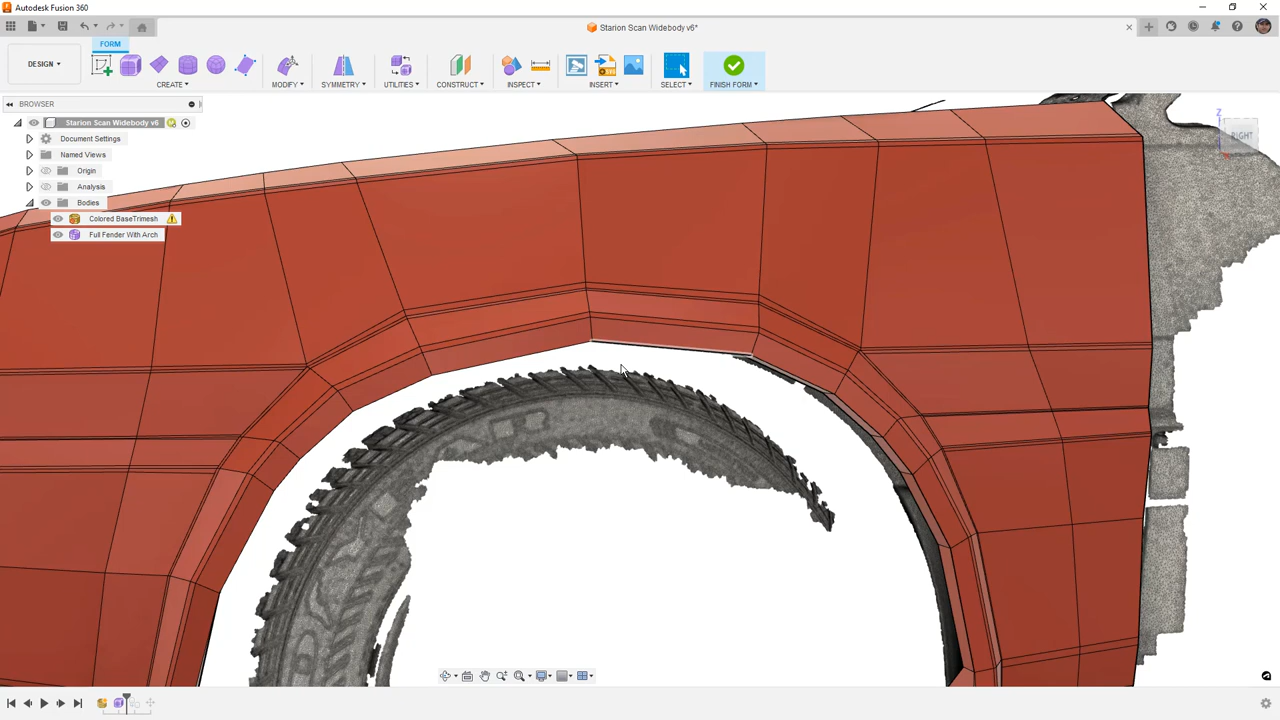 Autodesk Fusion 360
Starion Scan Widebody v6*
FORM
DESIGN
CREATE
MODIFY
SYMMETRY
UTILITIES
CONSTRUCT
INSPECT
INSERT
SELECT
FINISH FORM
BROWSER
Starion Scan Widebody v6
Document Settings
Named Views
Origin
Analysis
Bodies
Colored BaseTrimesh
Full Fender With Arch
Z
RIGHT
X